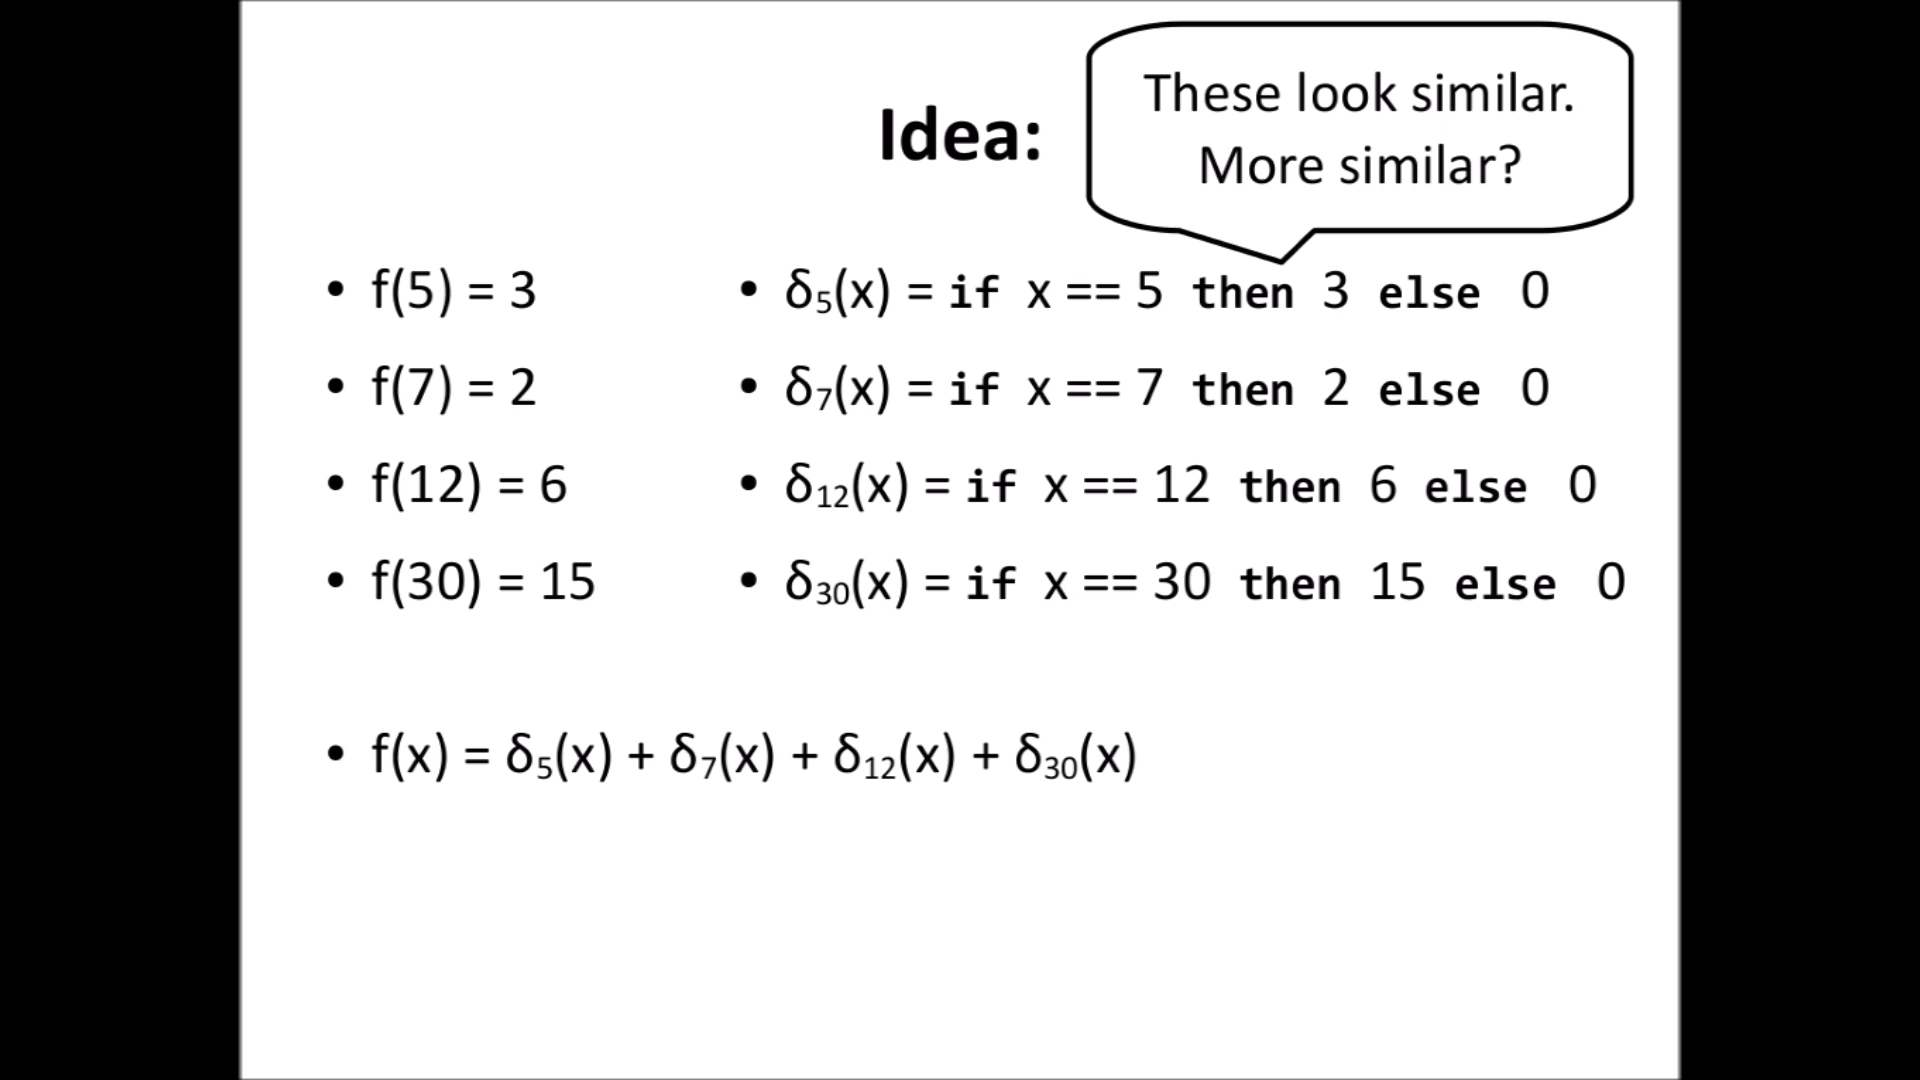 Idea:
These look similar.
More similar?
• f(5) = 3
• f(7) = 2
• f(12) = 6
• f(30) = 15
• δ₅(x) = if x == 5 then 3 else 0
• δ₇(x) = if x == 7 then 2 else 0
• δ₁₂(x) = if x == 12 then 6 else 0
• δ₃₀(x) = if x == 30 then 15 else 0
• f(x) = δ₅(x) + δ₇(x) + δ₁₂(x) + δ₃₀(x)